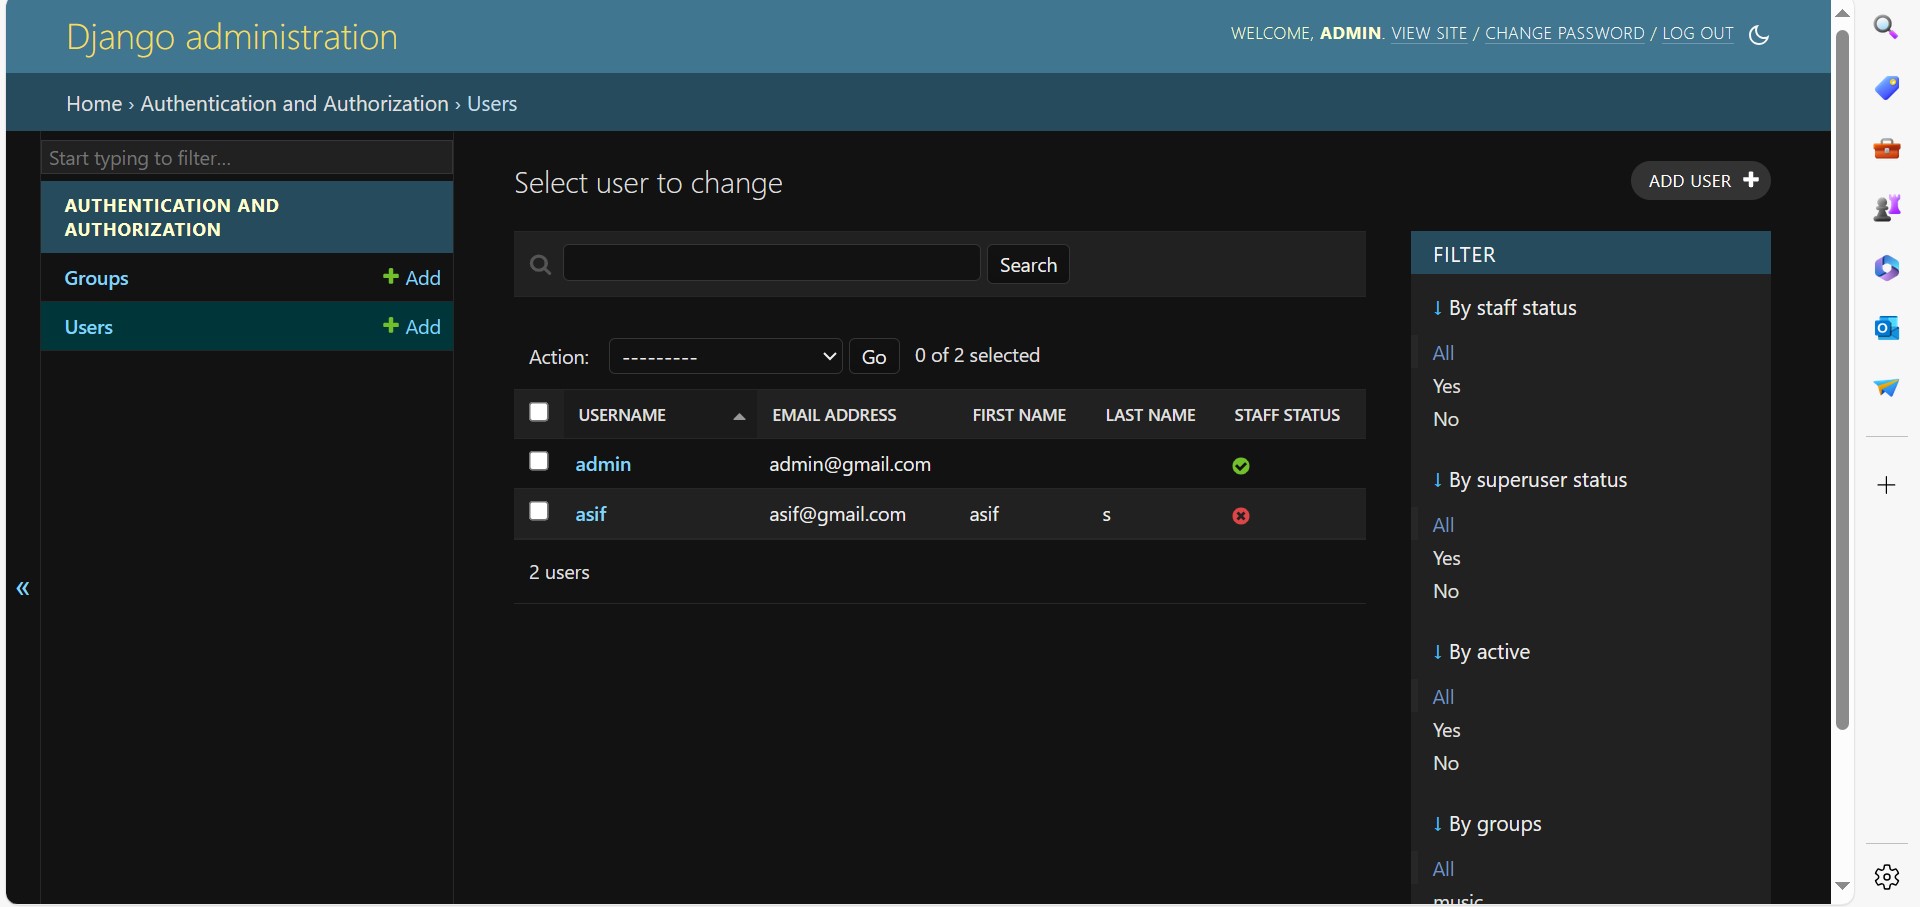 Django administration
WELCOME, ADMIN. VIEW SITE / CHANGE PASSWORD / LOG OUT
Home › Authentication and Authorization › Users
Start typing to filter...
AUTHENTICATION AND
AUTHORIZATION
Groups
Add
Users
Add
«
Select user to change
ADD USER
Search
Action: --------- Go 0 of 2 selected
USERNAME EMAIL ADDRESS FIRST NAME LAST NAME STAFF STATUS
admin admin@gmail.com
asif asif@gmail.com asif s
2 users
FILTER
↓ By staff status
All
Yes
No
↓ By superuser status
All
Yes
No
↓ By active
All
Yes
No
↓ By groups
All
music